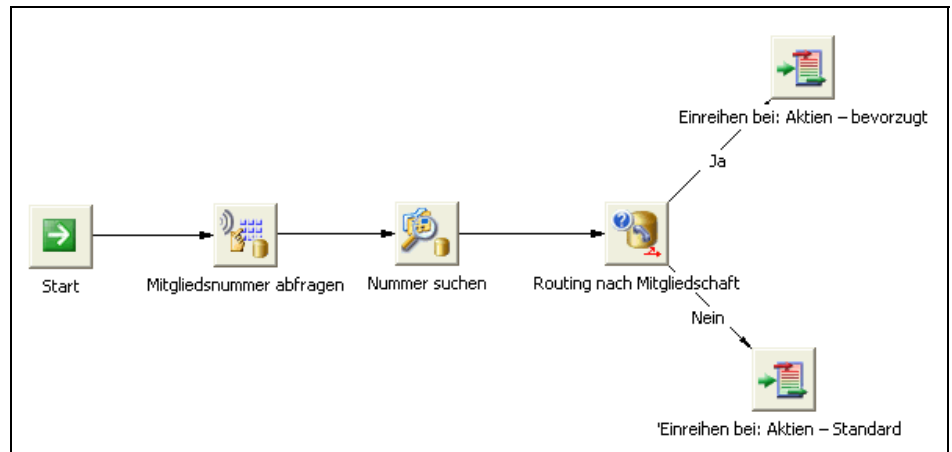 Einreihen bei: Aktien – bevorzugt
Ja
Start
Mitgliedsnummer abfragen
Nummer suchen
Routing nach Mitgliedschaft
Nein
'Einreihen bei: Aktien – Standard